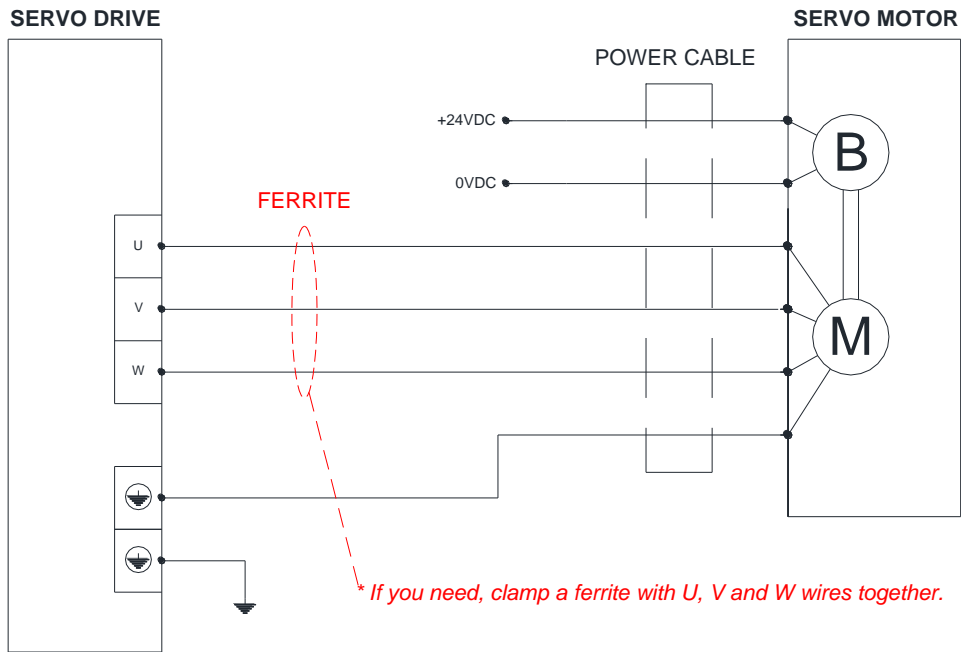 SERVO DRIVE
SERVO MOTOR
POWER CABLE
+24VDC
B
0VDC
FERRITE
U
V
M
W
* If you need, clamp a ferrite with U, V and W wires together.